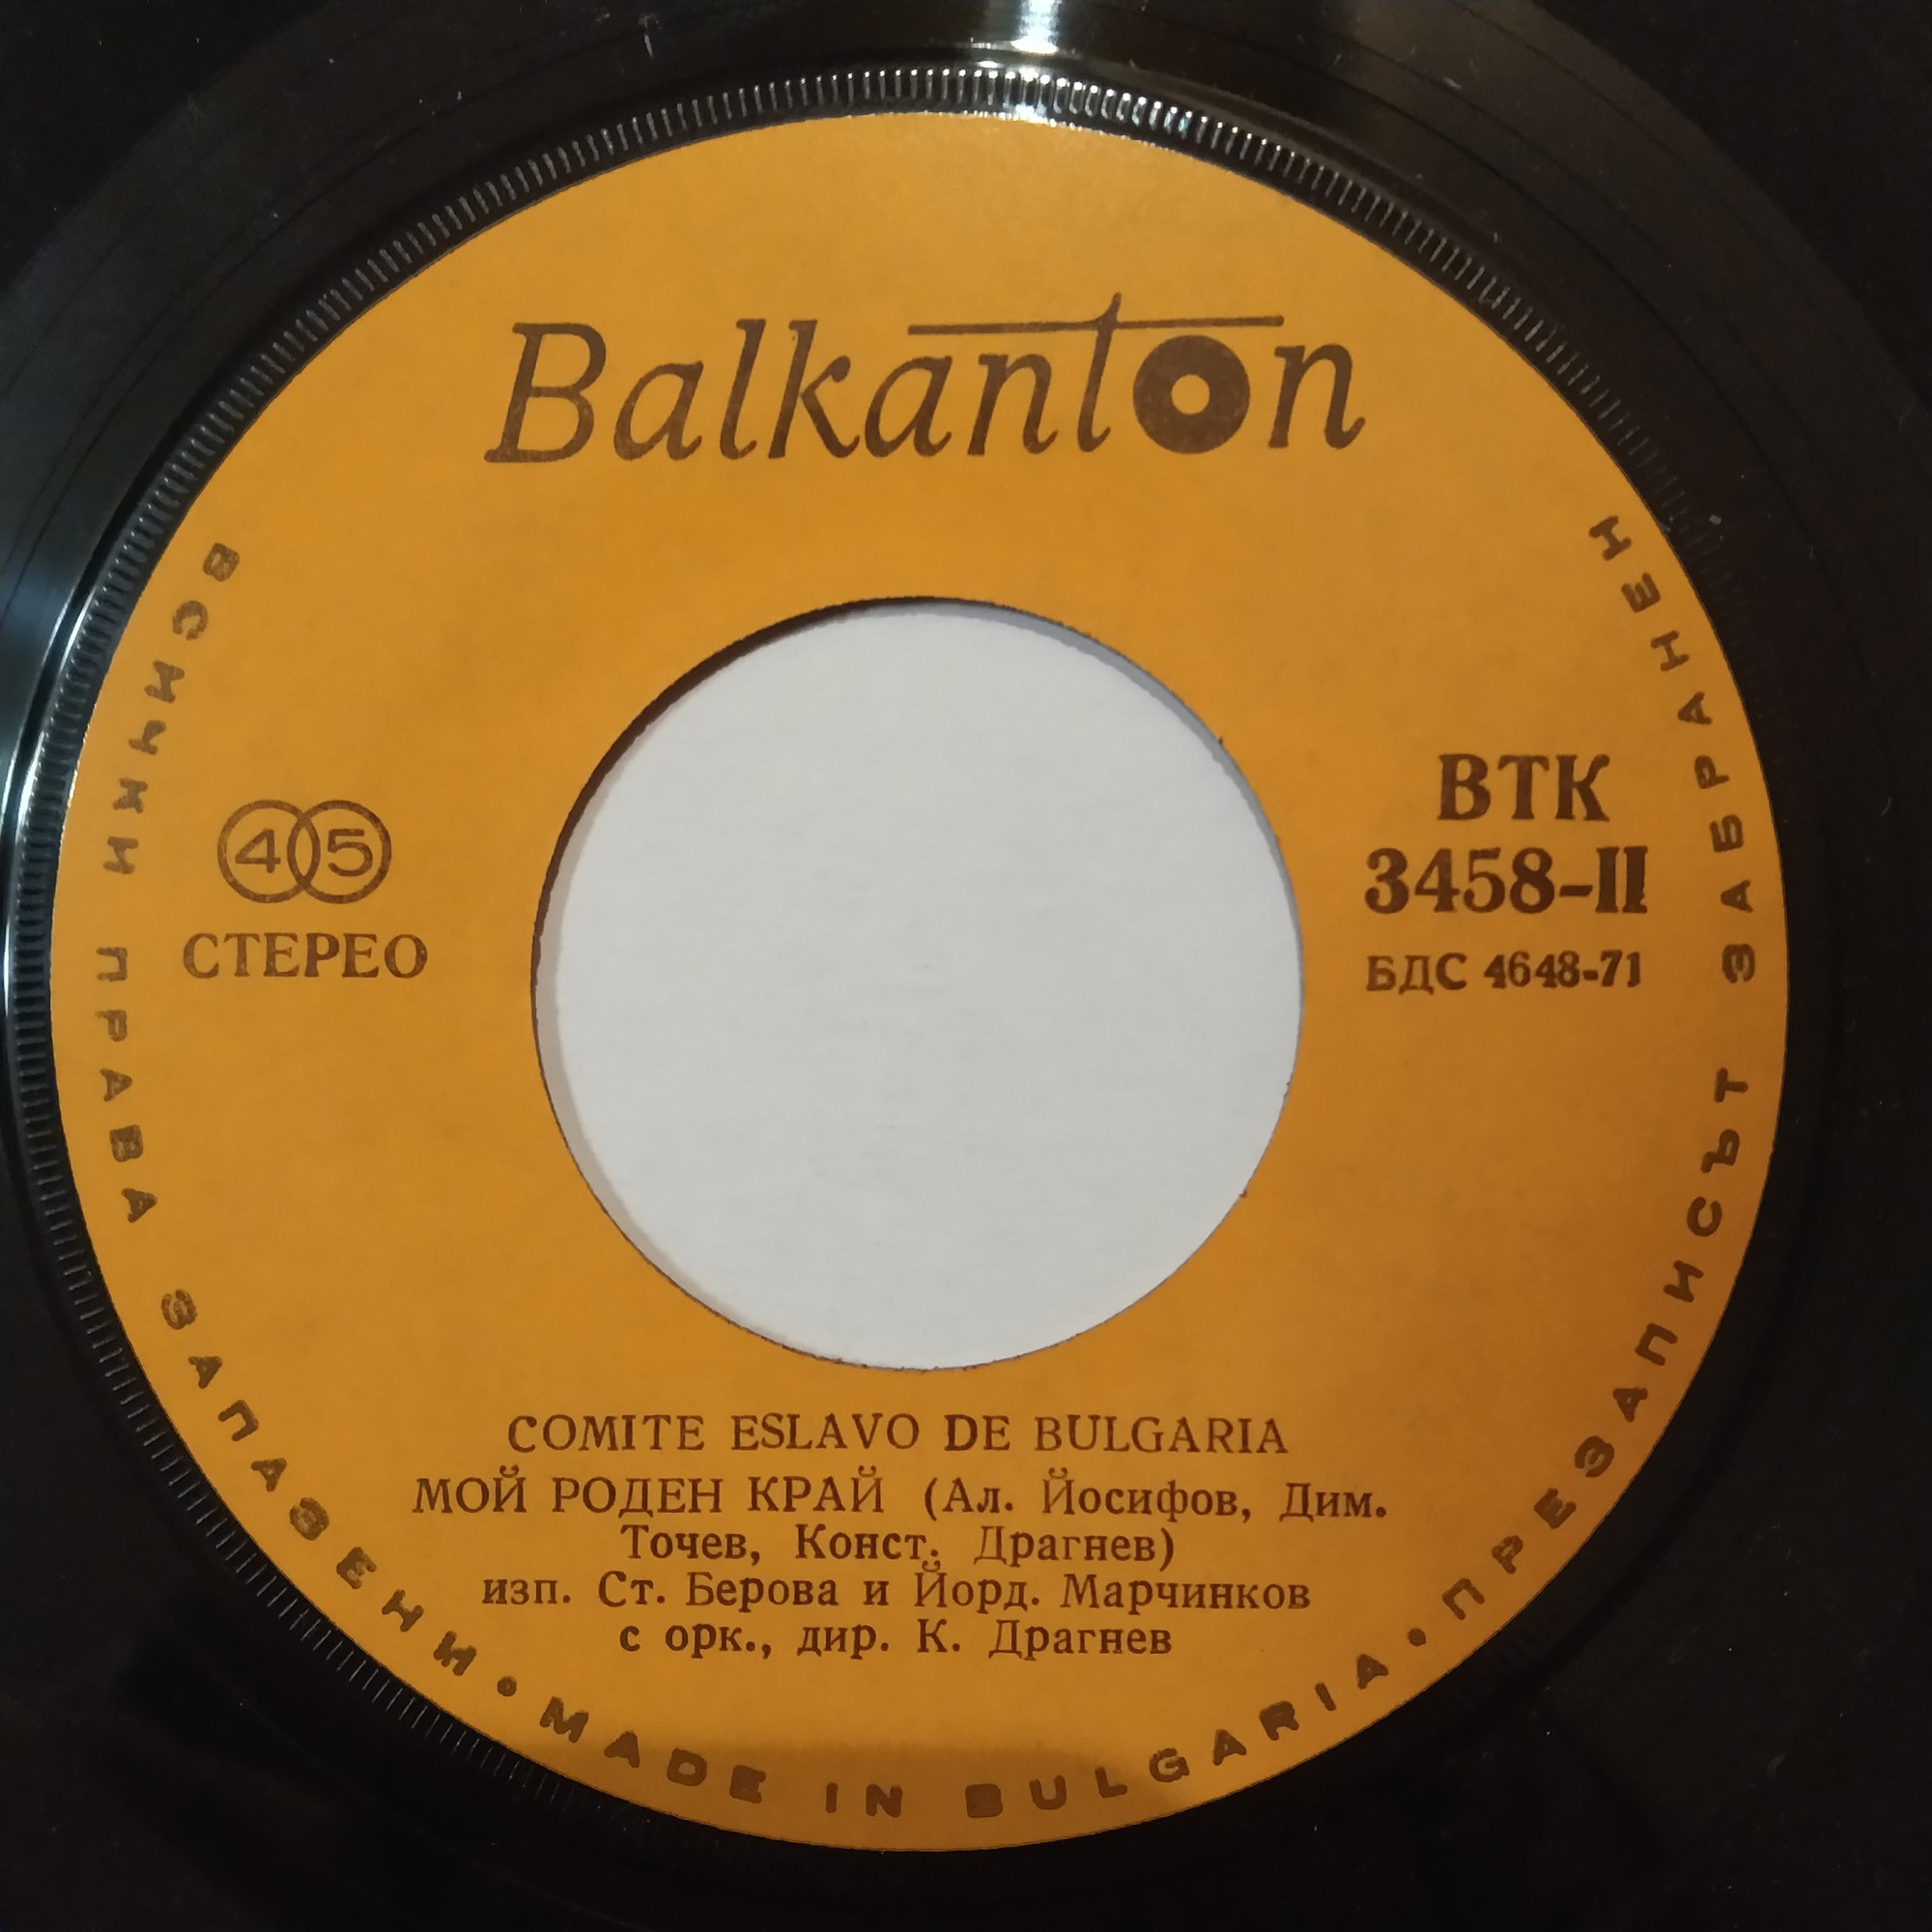 Balkanton
45
СТЕРЕО
ВТК
3458-II
БДС 4648-71
COMITE ESLAVO DE BULGARIA
МОЙ РОДЕН КРАЙ (Ал. Йосифов, Дим.
Точев, Конст. Драгнев)
изп. Ст. Берова и Йорд. Марчинков
с орк., дир. К. Драгнев
ВСИЧКИ ПРАВА ЗАПАЗЕНИ • MADE IN BULGARIA • ПРЕЗАПИСЪТ ЗАБРАНЕН